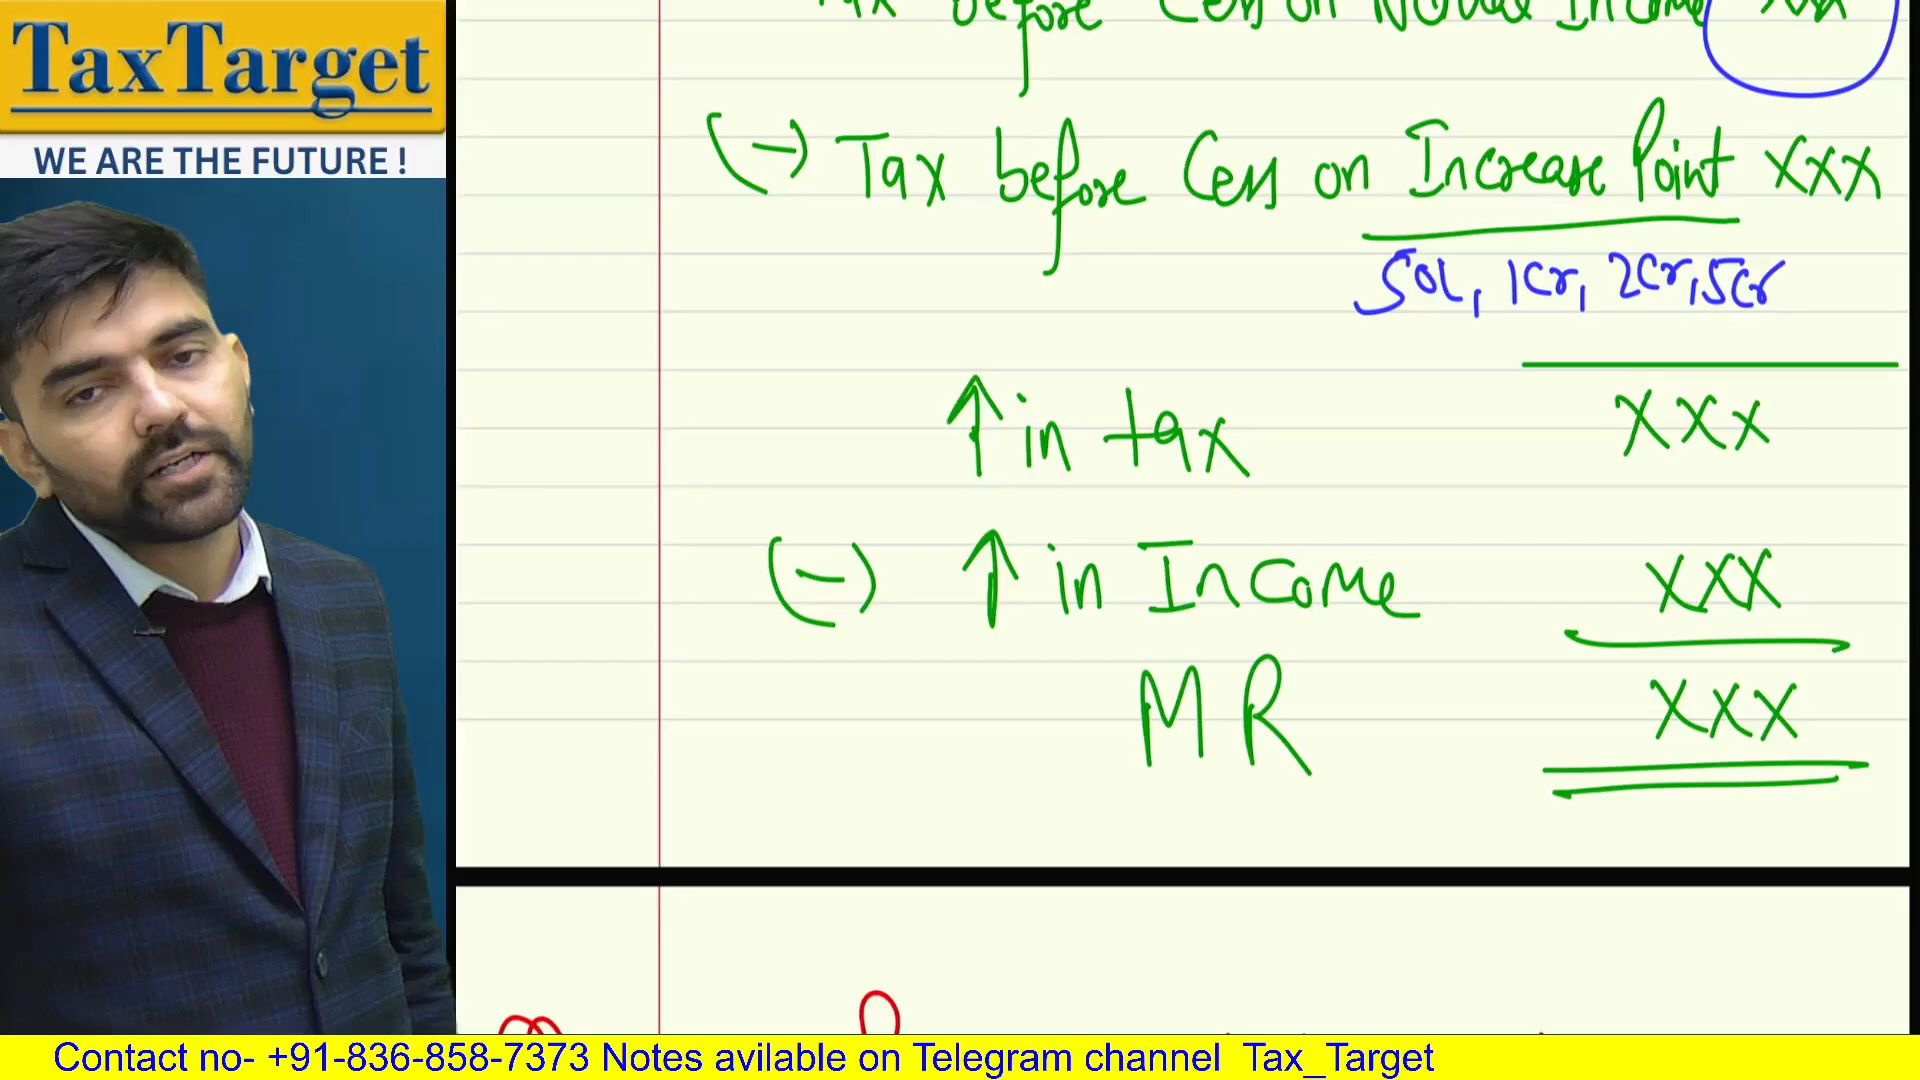 TaxTarget
WE ARE THE FUTURE !
Tax before Cess on Normal Income xxx
(-) Tax before Cess on Increase Point xxx
50L, 1Cr, 2Cr, 5Cr
↑ in tax xxx
(-) ↑ in Income xxx
MR xxx
Contact no- +91-836-858-7373 Notes avilable on Telegram channel Tax_Target